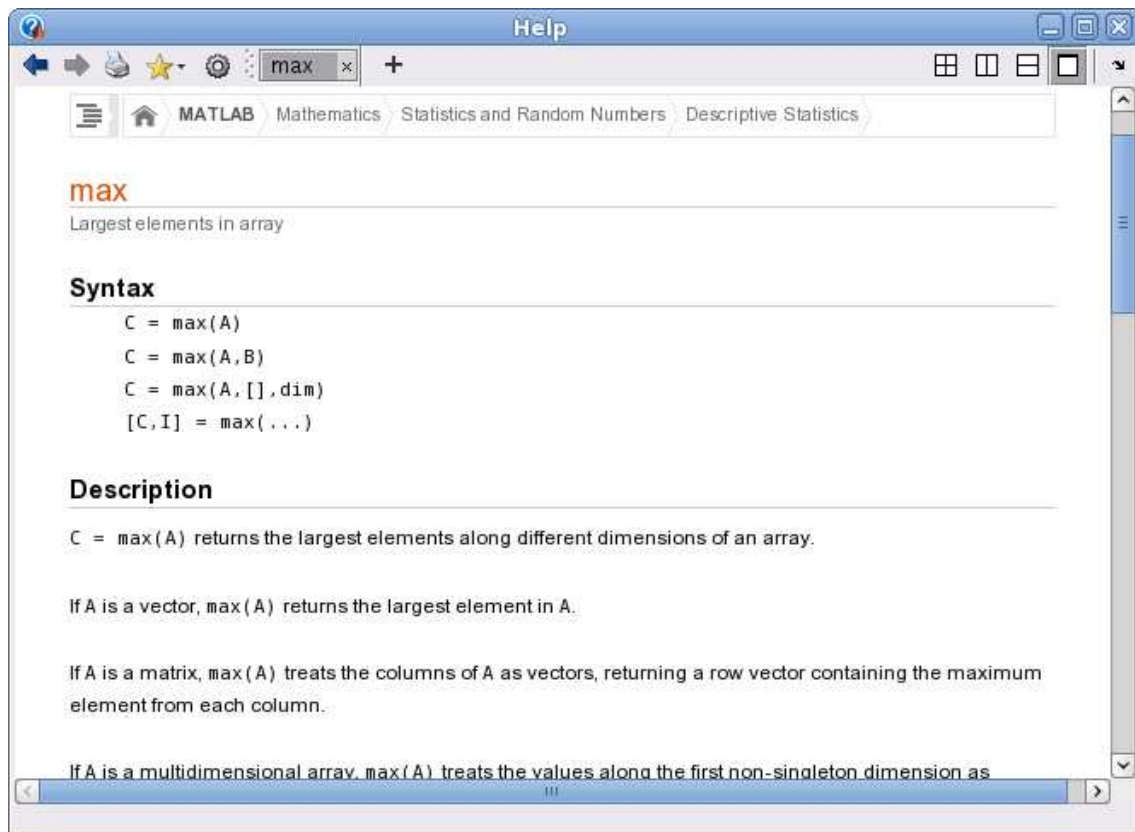 Help
max
MATLAB Mathematics Statistics and Random Numbers Descriptive Statistics
max
Largest elements in array
Syntax
C = max(A)
C = max(A,B)
C = max(A,[],dim)
[C,I] = max(...)
Description
C = max(A) returns the largest elements along different dimensions of an array.
If A is a vector, max(A) returns the largest element in A.
If A is a matrix, max(A) treats the columns of A as vectors, returning a row vector containing the maximum
element from each column.
If A is a multidimensional array, max(A) treats the values along the first non-singleton dimension as